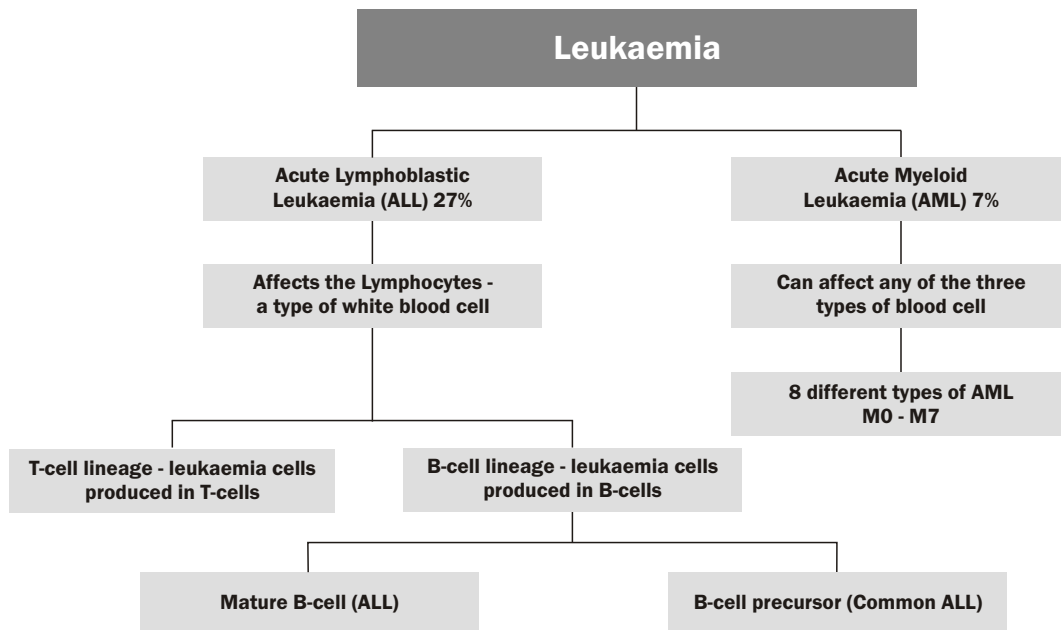 Leukaemia
Acute Lymphoblastic
Leukaemia (ALL) 27%
Acute Myeloid
Leukaemia (AML) 7%
Affects the Lymphocytes -
a type of white blood cell
Can affect any of the three
types of blood cell
8 different types of AML
M0 - M7
T-cell lineage - leukaemia cells
produced in T-cells
B-cell lineage - leukaemia cells
produced in B-cells
Mature B-cell (ALL)
B-cell precursor (Common ALL)